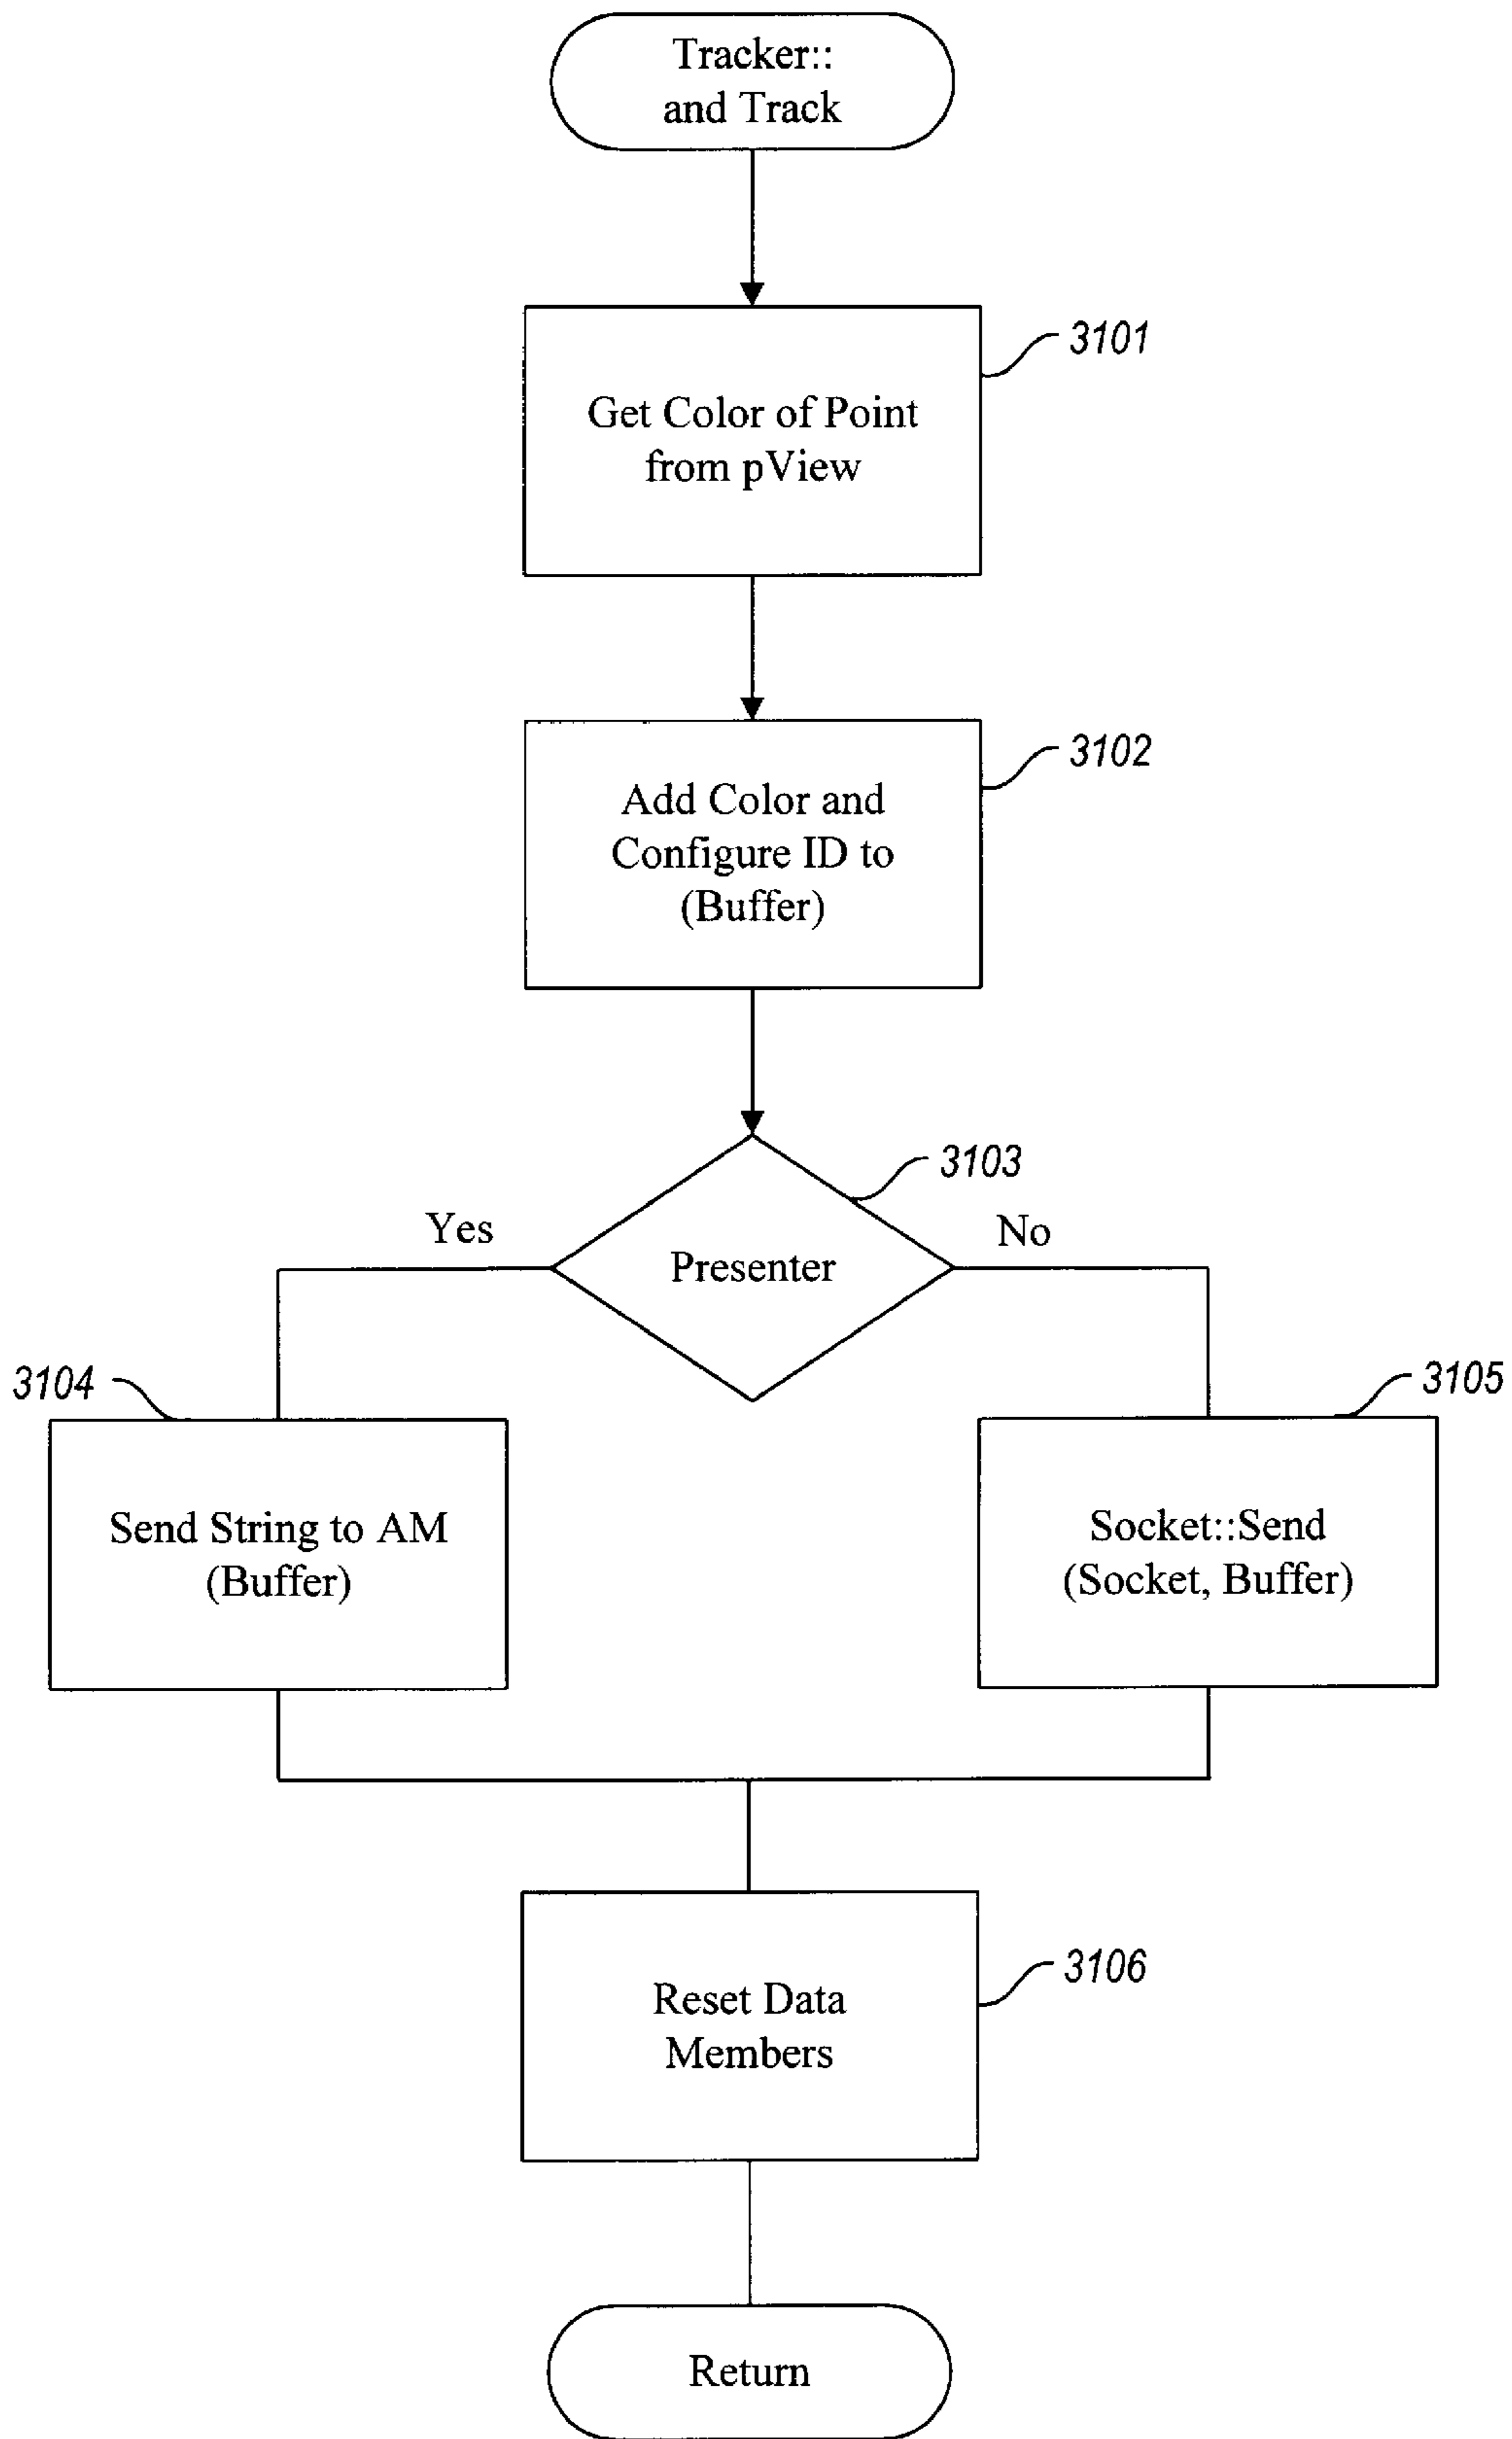 Tracker::
and Track
3101
Get Color of Point
from pView
3102
Add Color and
Configure ID to
(Buffer)
3103
Yes
No
Presenter
3104
3105
Send String to AM
(Buffer)
Socket::Send
(Socket, Buffer)
3106
Reset Data
Members
Return